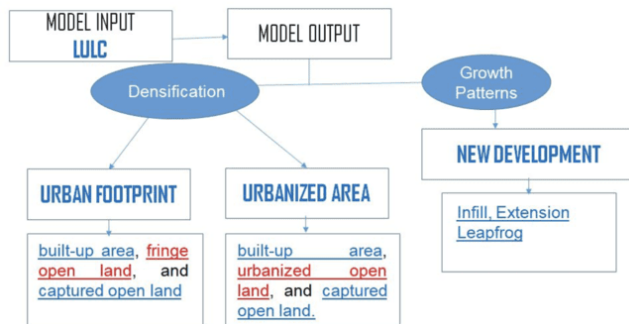 MODEL INPUT
LULC
MODEL OUTPUT
Densification
Growth
Patterns
URBAN FOOTPRINT
URBANIZED AREA
NEW DEVELOPMENT
built-up area, fringe
open land, and
captured open land
built-up area,
urbanized open
land, and captured
open land.
Infill, Extension
Leapfrog